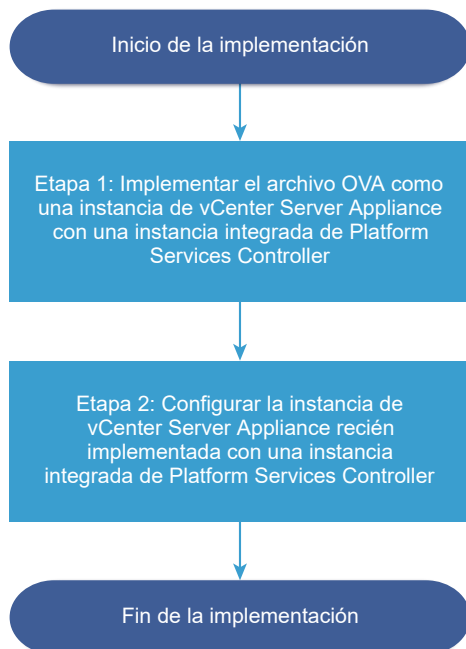 Inicio de la implementación
Etapa 1: Implementar el archivo OVA como
una instancia de vCenter Server Appliance
con una instancia integrada de Platform
Services Controller
Etapa 2: Configurar la instancia de
vCenter Server Appliance recién
implementada con una instancia
integrada de Platform Services Controller
Fin de la implementación